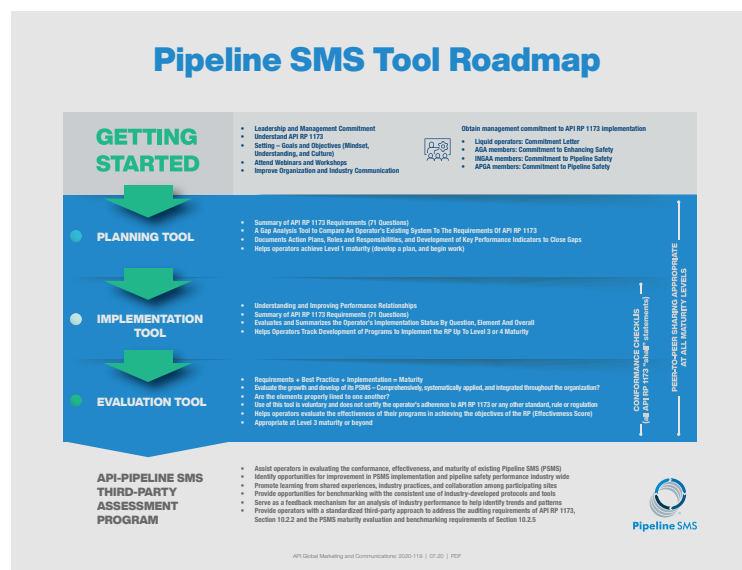 Pipeline SMS Tool Roadmap
GETTING
STARTED
• Leadership and Management Commitment
• Understand API RP 1173
• Setting – Goals and Objectives (Mindset,
Understanding, and Culture)
• Attend Webinars and Workshops
• Improve Organization and Industry Communication
Obtain management commitment to API RP 1173 implementation
• Liquid operators: Commitment Letter
• AGA members: Commitment to Enhancing Safety
• INGAA members: Commitment to Pipeline Safety
• APGA members: Commitment to Pipeline Safety
PLANNING TOOL
• Summary of API RP 1173 Requirements (71 Questions)
• A Gap Analysis Tool to Compare An Operator's Existing System To The Requirements Of API RP 1173
• Documents Action Plans, Roles and Responsibilities, and Development of Key Performance Indicators to Close Gaps
• Helps operators achieve Level 1 maturity (develop a plan, and begin work)
IMPLEMENTATION
TOOL
• Understanding and Improving Performance Relationships
• Summary of API RP 1173 Requirements (71 Questions)
• Evaluates and Summarizes the Operator's Implementation Status By Question, Element And Overall
• Helps Operators Track Development of Programs to Implement the RP Up To Level 3 or 4 Maturity
EVALUATION TOOL
• Requirements + Best Practice + Implementation = Maturity
• Evaluate the growth and develop of its PSMS – Comprehensively, systematically applied, and integrated throughout the organization?
• Are the elements properly lined to one another?
• Use of this tool is voluntary and does not certify the operator's adherence to API RP 1173 or any other standard, rule or regulation
• Helps operators evaluate the effectiveness of their programs in achieving the objectives of the RP (Effectiveness Score)
• Appropriate at Level 3 maturity or beyond
CONFORMANCE CHECKLIS
(all API RP 1173 "shall" statements)
PEER-TO-PEER SHARING APPROPRIATE
AT ALL MATURITY LEVELS
API-PIPELINE SMS
THIRD-PARTY
ASSESSMENT
PROGRAM
• Assist operators in evaluating the conformance, effectiveness, and maturity of existing Pipeline SMS (PSMS)
• Identify opportunities for improvement in PSMS implementation and pipeline safety performance industry wide
• Promote learning from shared experiences, industry practices, and collaboration among participating sites
• Provide opportunities for benchmarking with the consistent use of industry-developed protocols and tools
• Serve as a feedback mechanism for an analysis of industry performance to help identify trends and patterns
• Provide operators with a standardized third-party approach to address the auditing requirements of API RP 1173,
Section 10.2.2 and the PSMS maturity evaluation and benchmarking requirements of Section 10.2.5
Pipeline SMS
API Global Marketing and Communications: 2020-119 | 07.20 | PDF